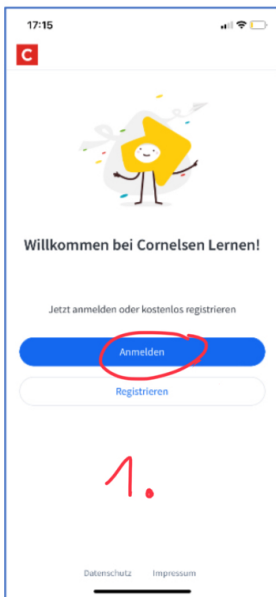 17:15
C
Willkommen bei Cornelsen Lernen!
Jetzt anmelden oder kostenlos registrieren
Anmelden
Registrieren
1.
Datenschutz Impressum